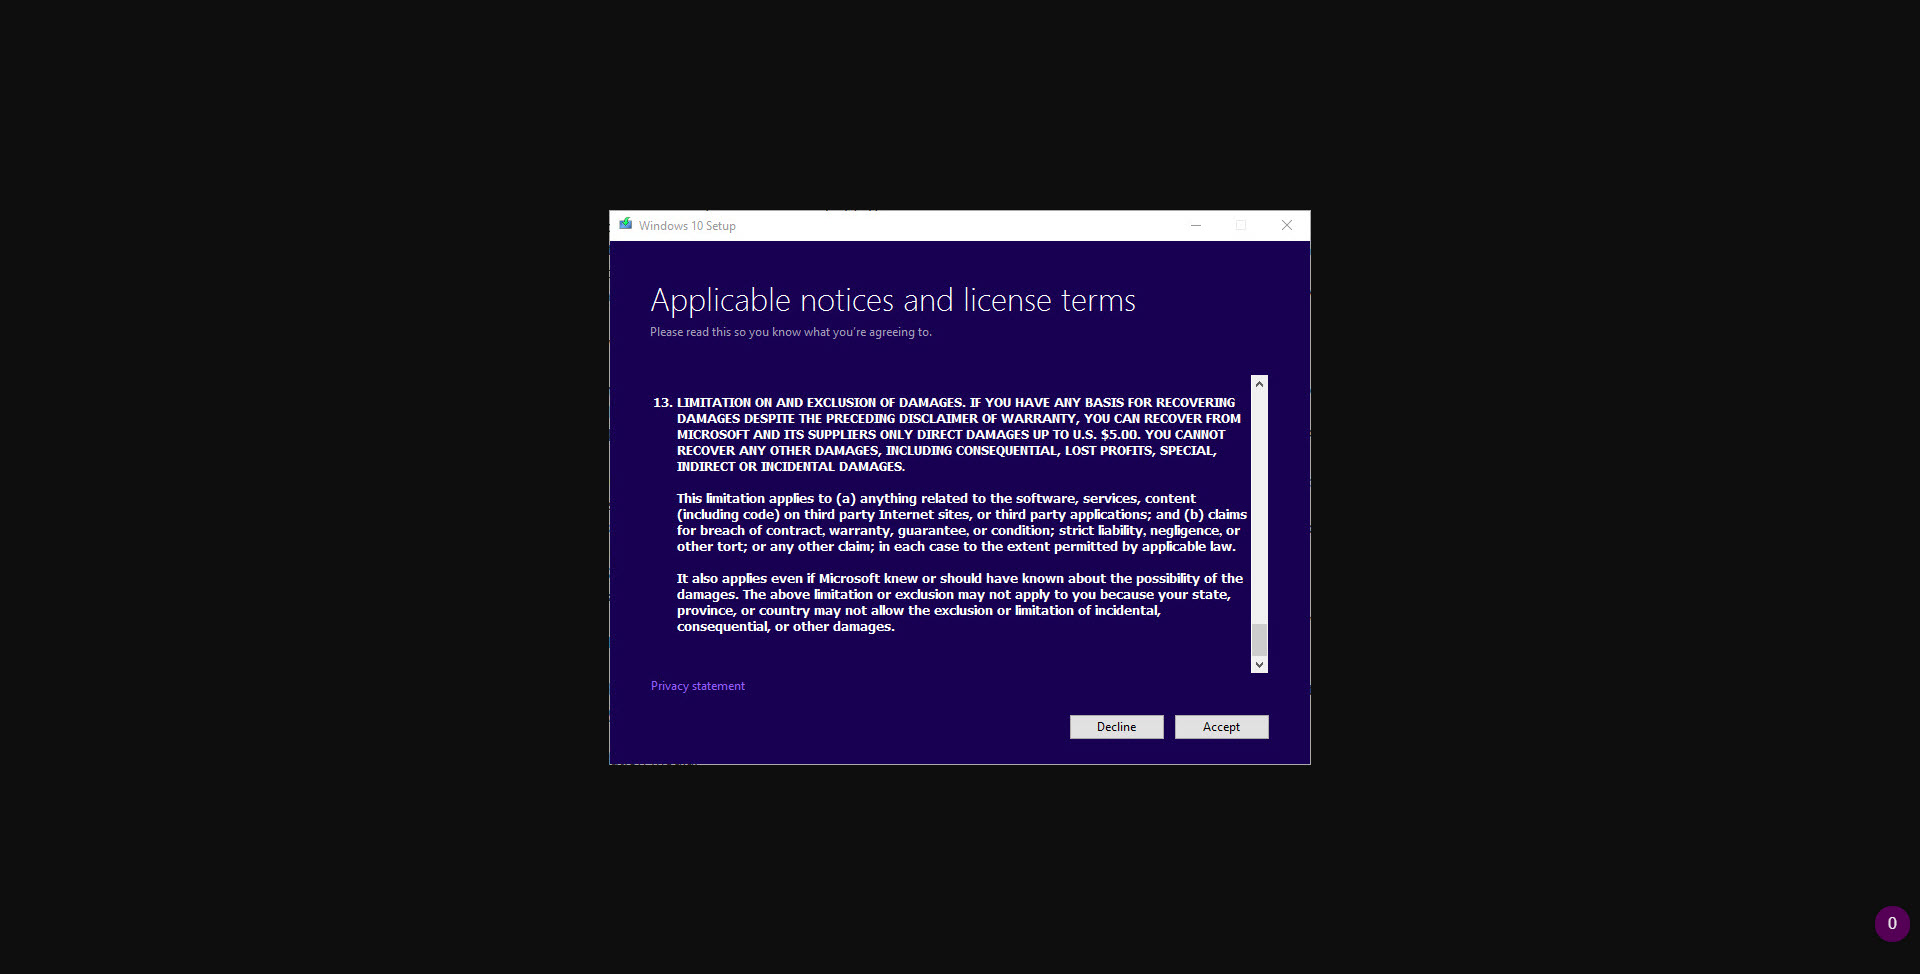 Windows 10 Setup
Applicable notices and license terms
Please read this so you know what you're agreeing to.
13. LIMITATION ON AND EXCLUSION OF DAMAGES. IF YOU HAVE ANY BASIS FOR RECOVERING
DAMAGES DESPITE THE PRECEDING DISCLAIMER OF WARRANTY, YOU CAN RECOVER FROM
MICROSOFT AND ITS SUPPLIERS ONLY DIRECT DAMAGES UP TO U.S. $5.00. YOU CANNOT
RECOVER ANY OTHER DAMAGES, INCLUDING CONSEQUENTIAL, LOST PROFITS, SPECIAL,
INDIRECT OR INCIDENTAL DAMAGES.
This limitation applies to (a) anything related to the software, services, content
(including code) on third party Internet sites, or third party applications; and (b) claims
for breach of contract, warranty, guarantee, or condition; strict liability, negligence, or
other tort; or any other claim; in each case to the extent permitted by applicable law.
It also applies even if Microsoft knew or should have known about the possibility of the
damages. The above limitation or exclusion may not apply to you because your state,
province, or country may not allow the exclusion or limitation of incidental,
consequential, or other damages.
Privacy statement
Decline Accept
0